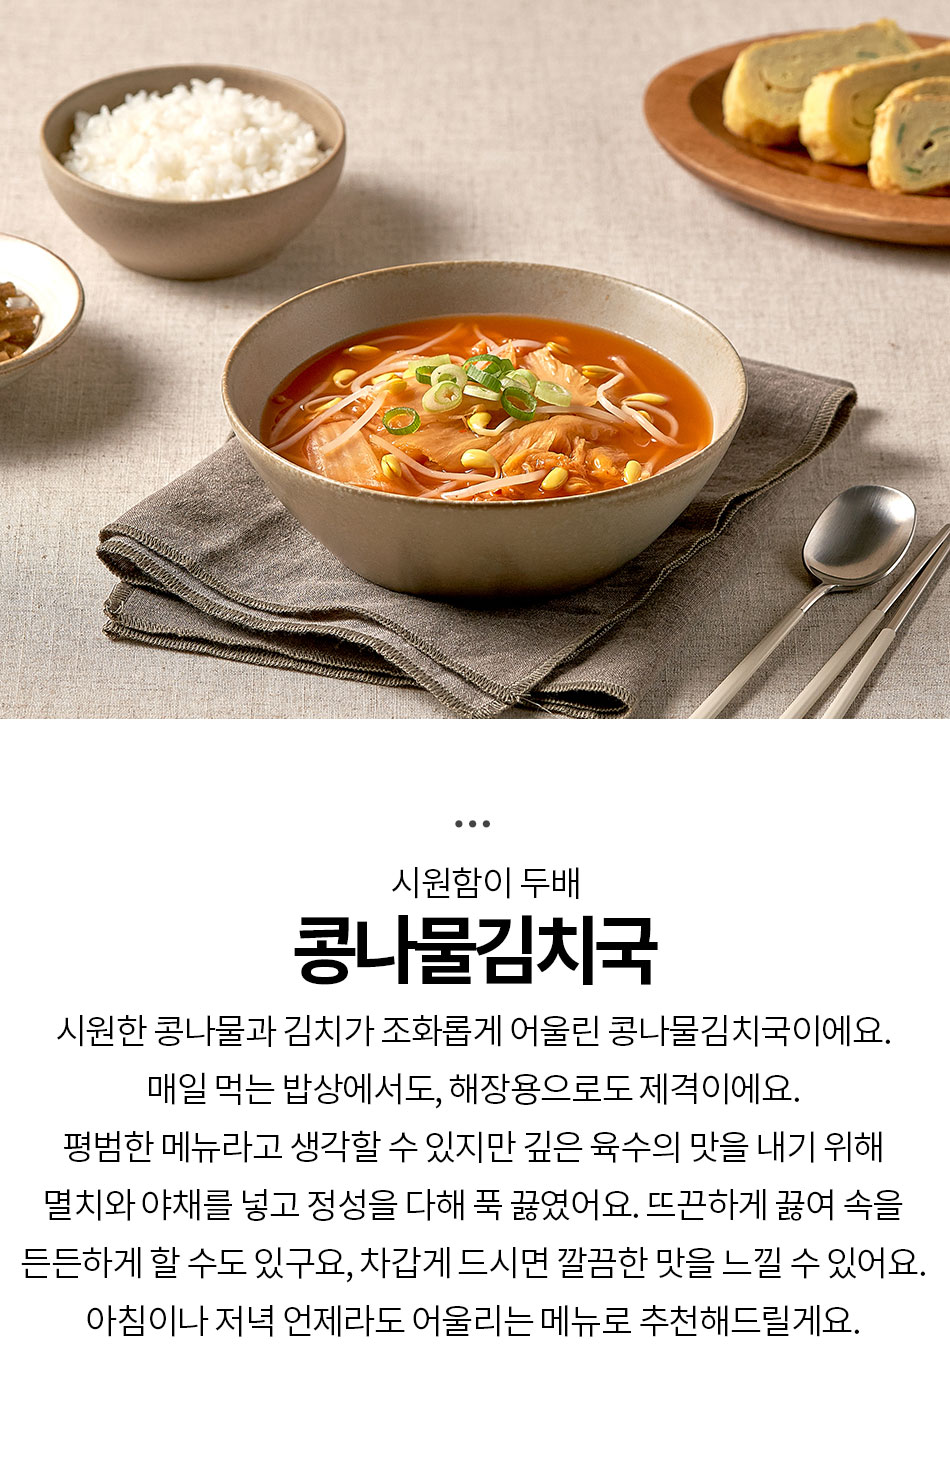 시원함이 두배
콩나물김치국
시원한 콩나물과 김치가 조화롭게 어울린 콩나물김치국이에요.
매일 먹는 밥상에서도, 해장용으로도 제격이에요.
평범한 메뉴라고 생각할 수 있지만 깊은 육수의 맛을 내기 위해
멸치와 야채를 넣고 정성을 다해 푹 끓였어요. 뜨끈하게 끓여 속을
든든하게 할 수도 있구요, 차갑게 드시면 깔끔한 맛을 느낄 수 있어요.
아침이나 저녁 언제라도 어울리는 메뉴로 추천해드릴게요.